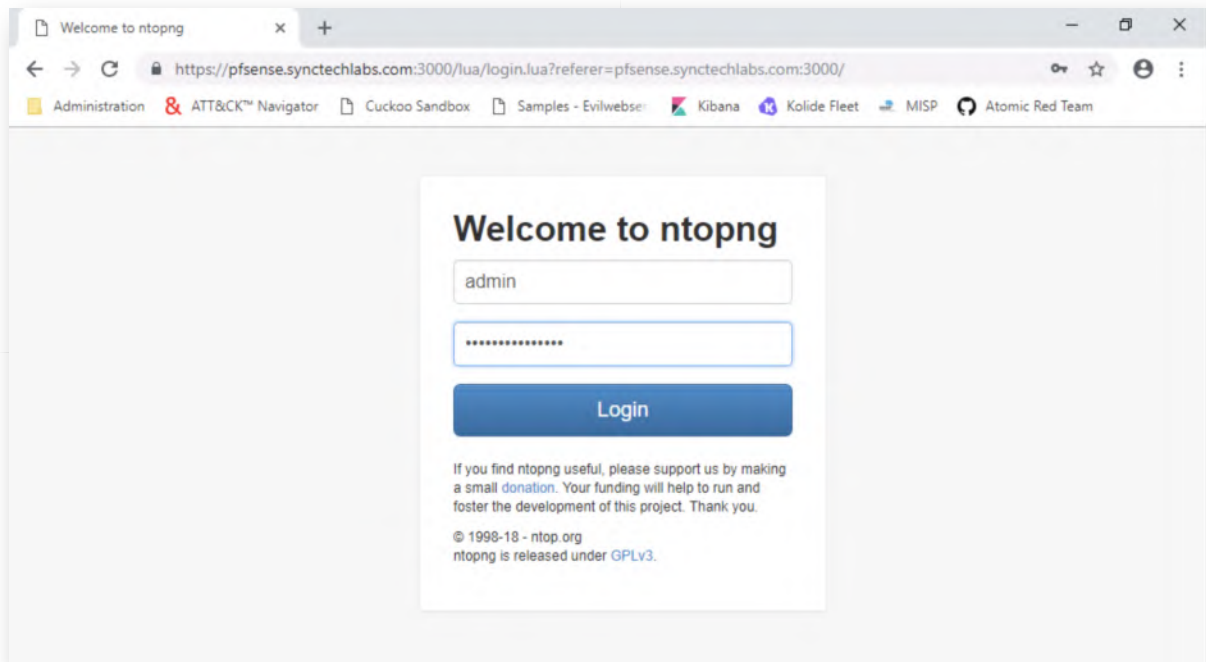 Welcome to ntopng
https://pfsense.synctechlabs.com:3000/lua/login.lua?referer=pfsense.synctechlabs.com:3000/
Administration ATT&CK™ Navigator Cuckoo Sandbox Samples - Evilwebser Kibana Kolide Fleet MISP Atomic Red Team
Welcome to ntopng
admin
•••••••••••••••
Login
If you find ntopng useful, please support us by making
a small donation. Your funding will help to run and
foster the development of this project. Thank you.
© 1998-18 - ntop.org
ntopng is released under GPLv3.